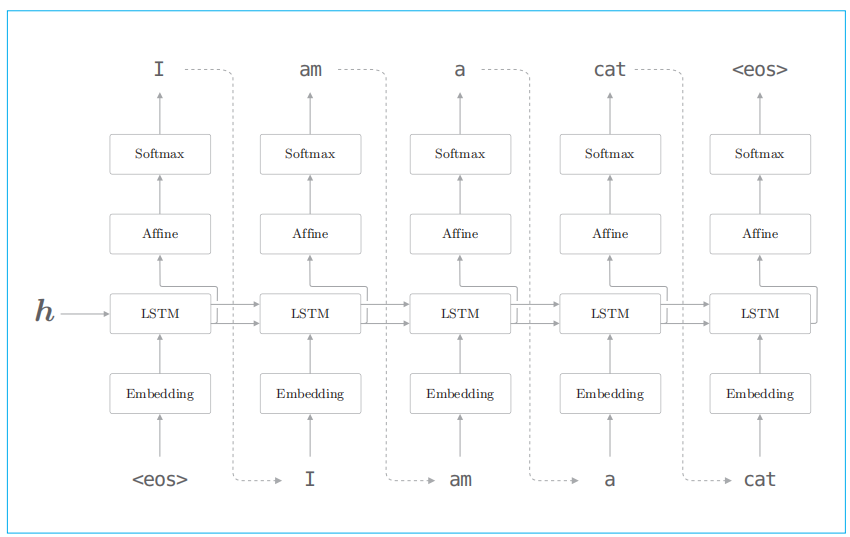 I am a cat <eos>
Softmax Softmax Softmax Softmax Softmax
Affine Affine Affine Affine Affine
h LSTM LSTM LSTM LSTM LSTM
Embedding Embedding Embedding Embedding Embedding
<eos> I am a cat